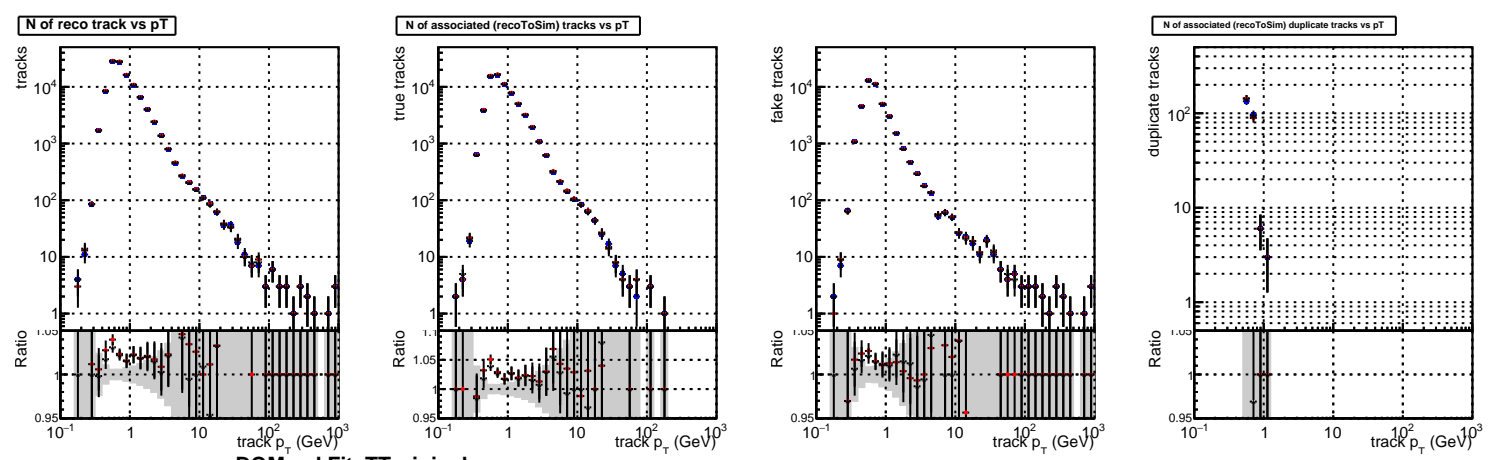 N of reco track vs pT
tracks
10^4
10^3
10^2
10
1
Ratio
1.05
1
0.95
10^-1 1 10 10^2 10^3
track p_T (GeV)
N of associated (recoToSim) tracks vs pT
true tracks
10^4
10^3
10^2
10
1
Ratio
1.1
1.05
1
0.95
10^-1 1 10 10^2 10^3
track p_T (GeV)
fake tracks
10^4
10^3
10^2
10
1
Ratio
1.05
1
0.95
10^-1 1 10 10^2 10^3
track p_T (GeV)
N of associated (recoToSim) duplicate tracks vs pT
duplicate tracks
10^2
10
1
Ratio
1.05
1
0.95
10^-1 1 10 10^2 10^3
track p_T (GeV)